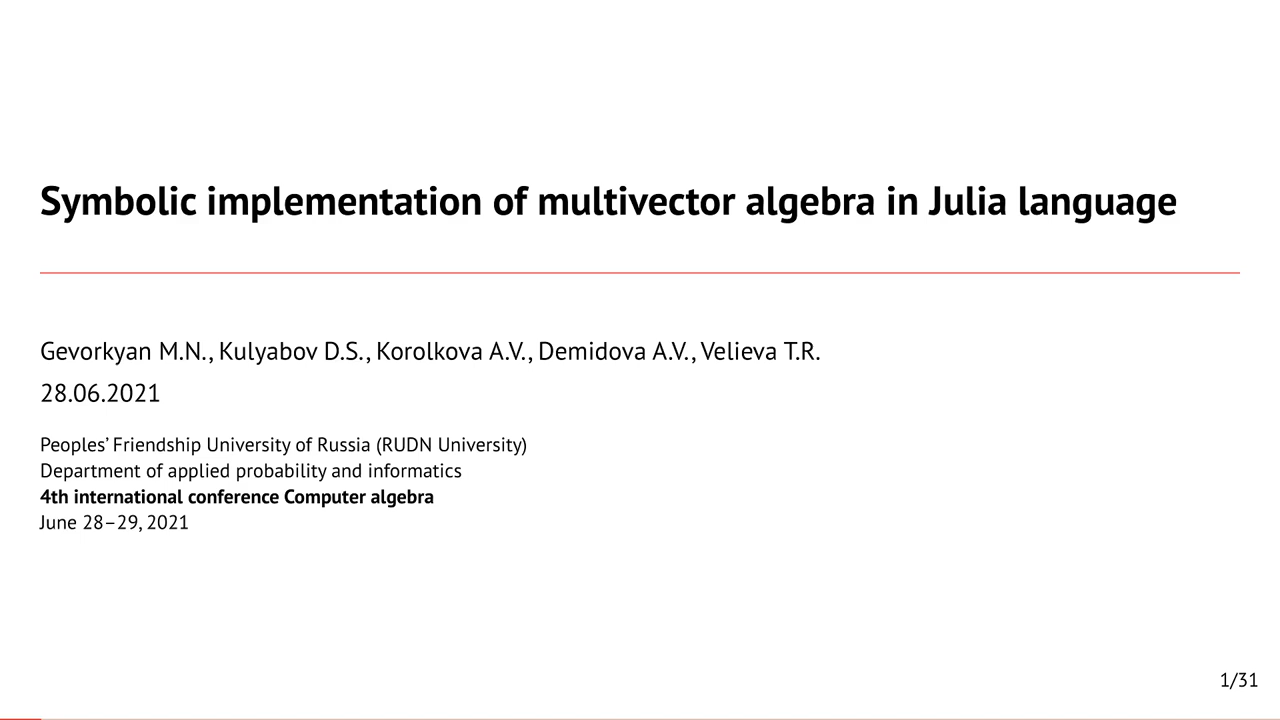 Symbolic implementation of multivector algebra in Julia language
Gevorkyan M.N., Kulyabov D.S., Korolkova A.V., Demidova A.V., Velieva T.R.
28.06.2021
Peoples’ Friendship University of Russia (RUDN University)
Department of applied probability and informatics
4th international conference Computer algebra
June 28–29, 2021
1/31